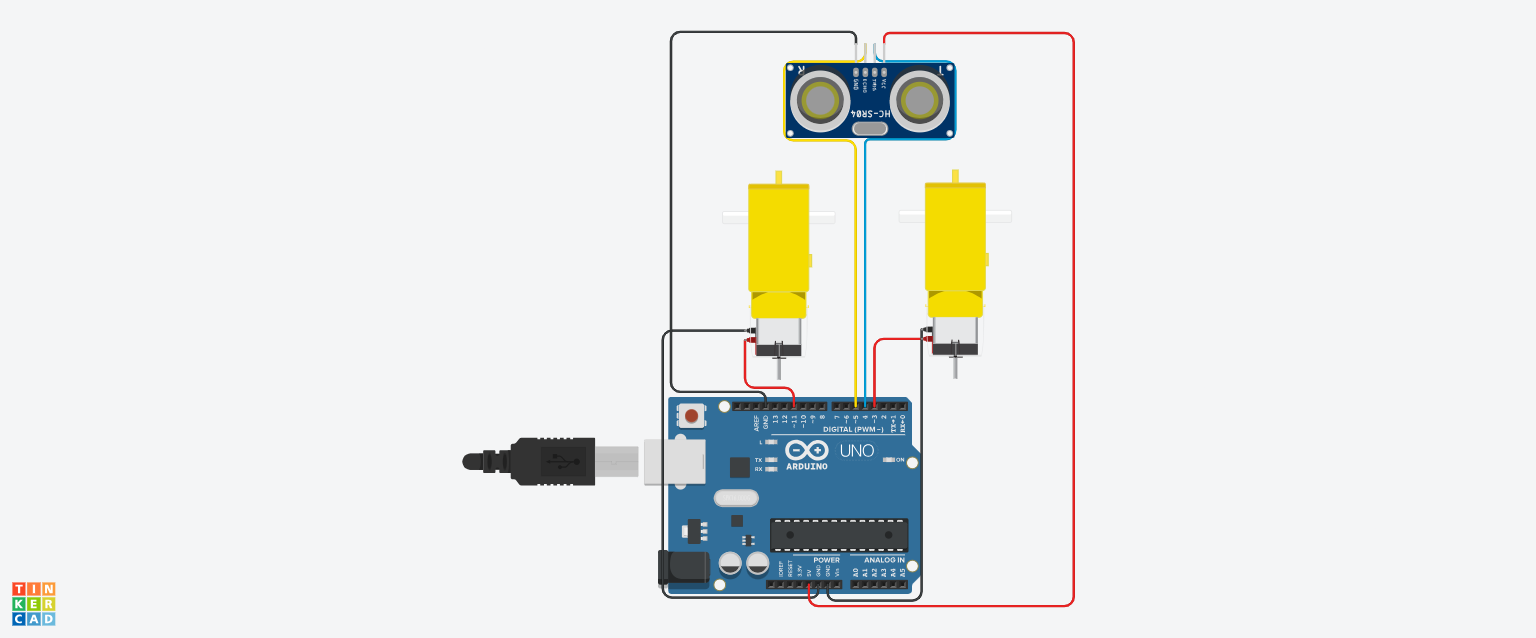 R
T
GND
ECHO
TRIG
VCC
HC-SR04
AREF
GND
13
12
~11
~10
~9
8
7
~6
~5
4
~3
2
TX→1
RX←0
DIGITAL (PWM~)
L
TX
RX
ARDUINO
UNO
ON
POWER
ANALOG IN
IOREF
RESET
3.3V
5V
GND
GND
Vin
A0
A1
A2
A3
A4
A5
TIN
KER
CAD